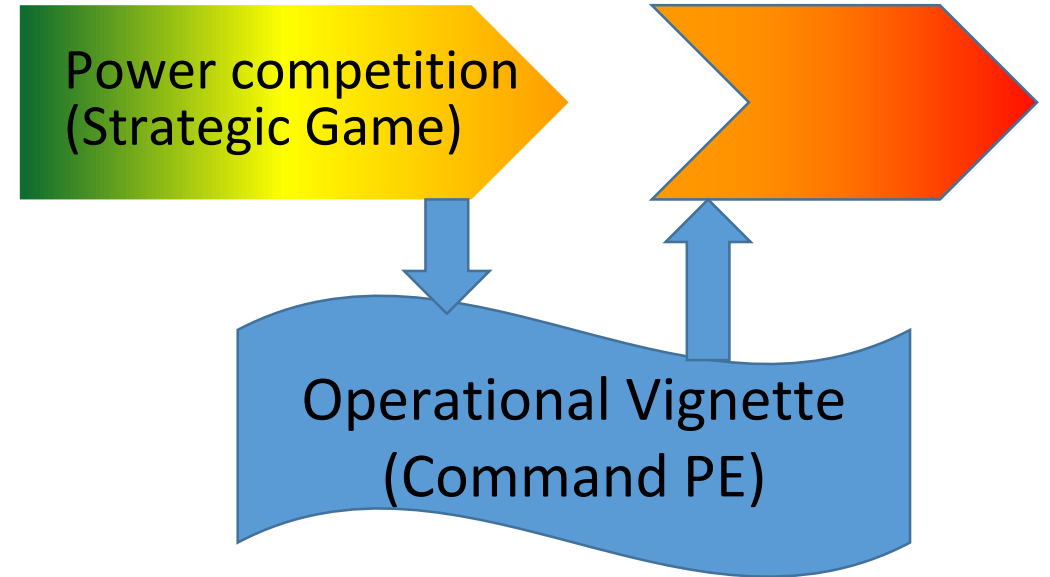 Power competition
(Strategic Game)
Operational Vignette
(Command PE)